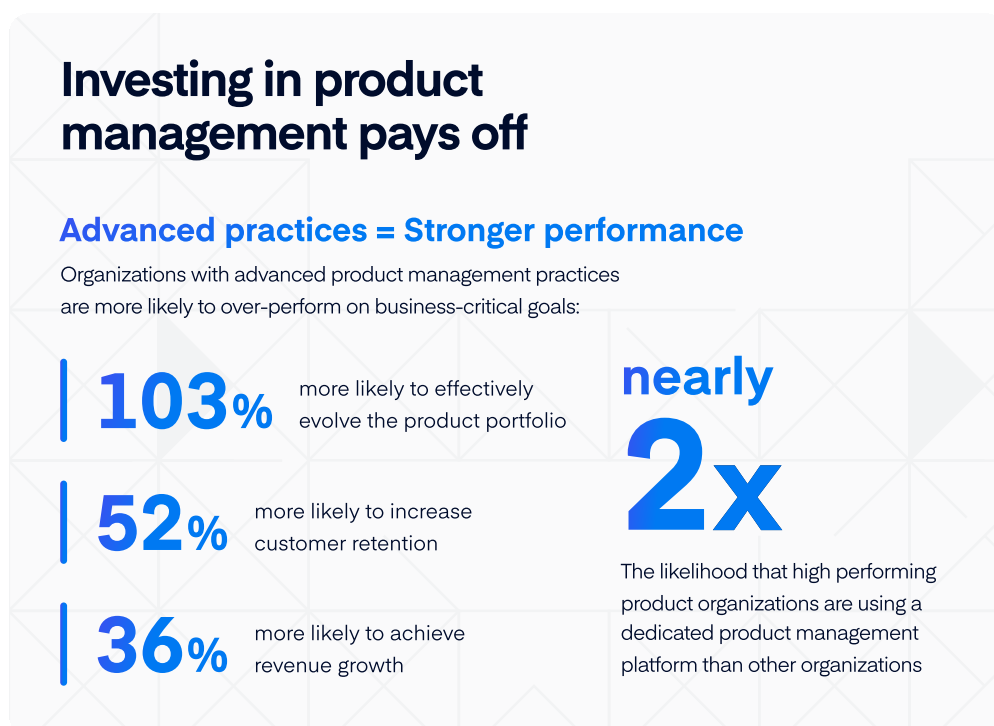 Investing in product
management pays off
Advanced practices = Stronger performance
Organizations with advanced product management practices
are more likely to over-perform on business-critical goals:
103%
more likely to effectively
evolve the product portfolio
52%
more likely to increase
customer retention
36%
more likely to achieve
revenue growth
nearly
2x
The likelihood that high performing
product organizations are using a
dedicated product management
platform than other organizations